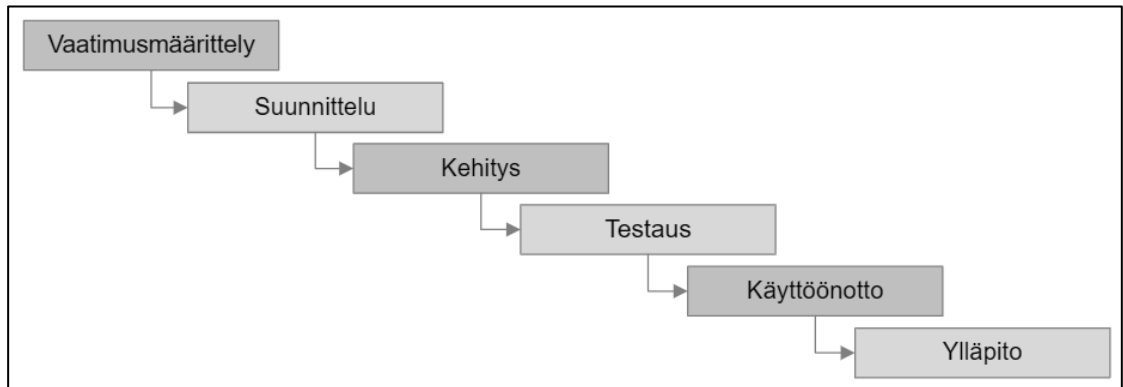 Vaatimusmäärittely
Suunnittelu
Kehitys
Testaus
Käyttöönotto
Ylläpito